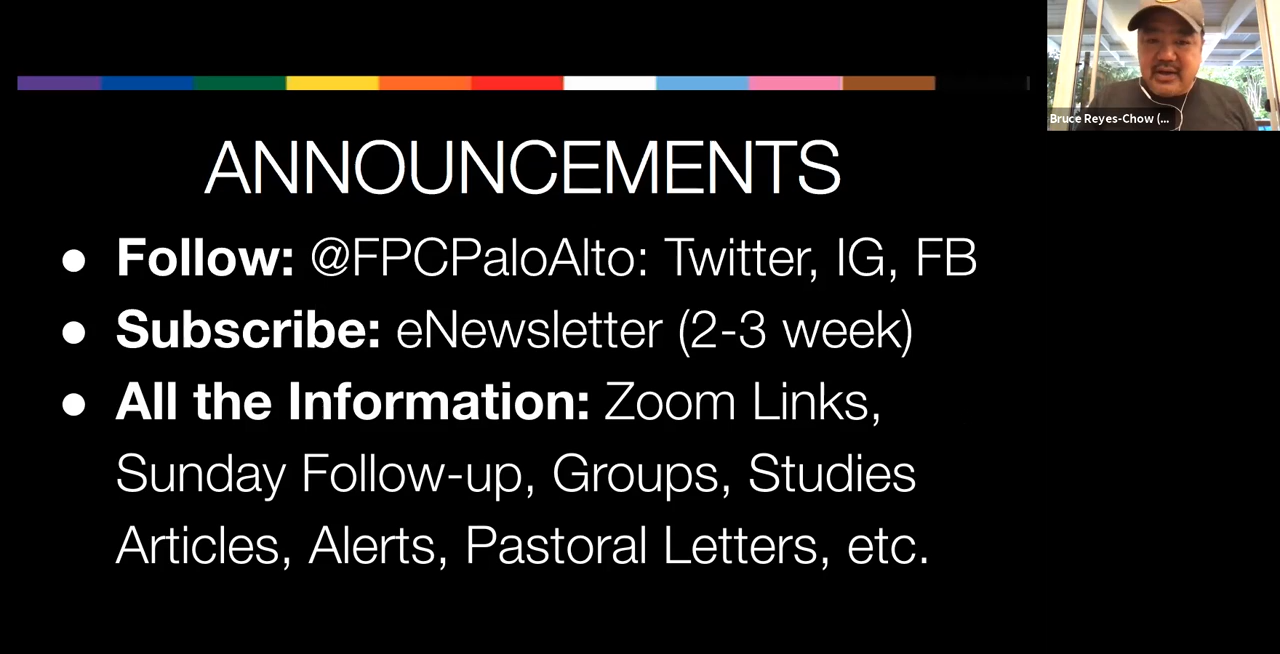 Bruce Reyes-Chow (...
ANNOUNCEMENTS
● Follow: @FPCPaloAlto: Twitter, IG, FB
● Subscribe: eNewsletter (2-3 week)
● All the Information: Zoom Links,
Sunday Follow-up, Groups, Studies
Articles, Alerts, Pastoral Letters, etc.